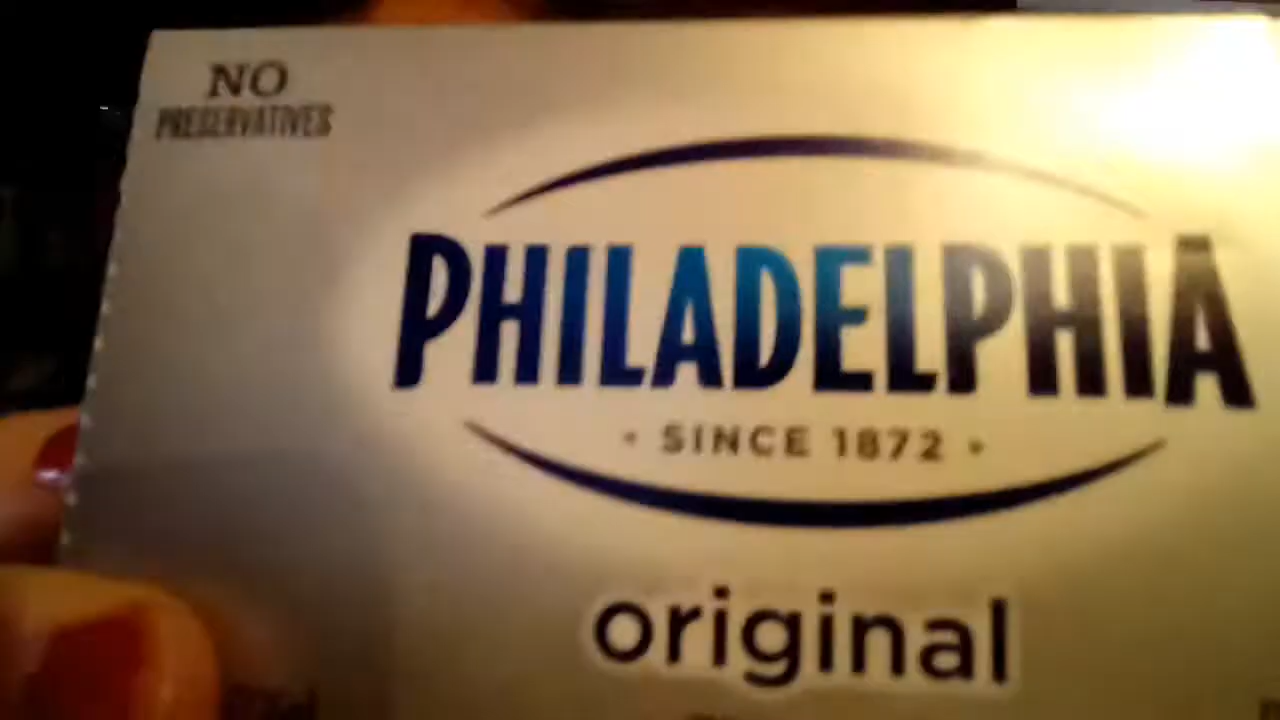 NO
PRESERVATIVES
PHILADELPHIA
• SINCE 1872 •
original